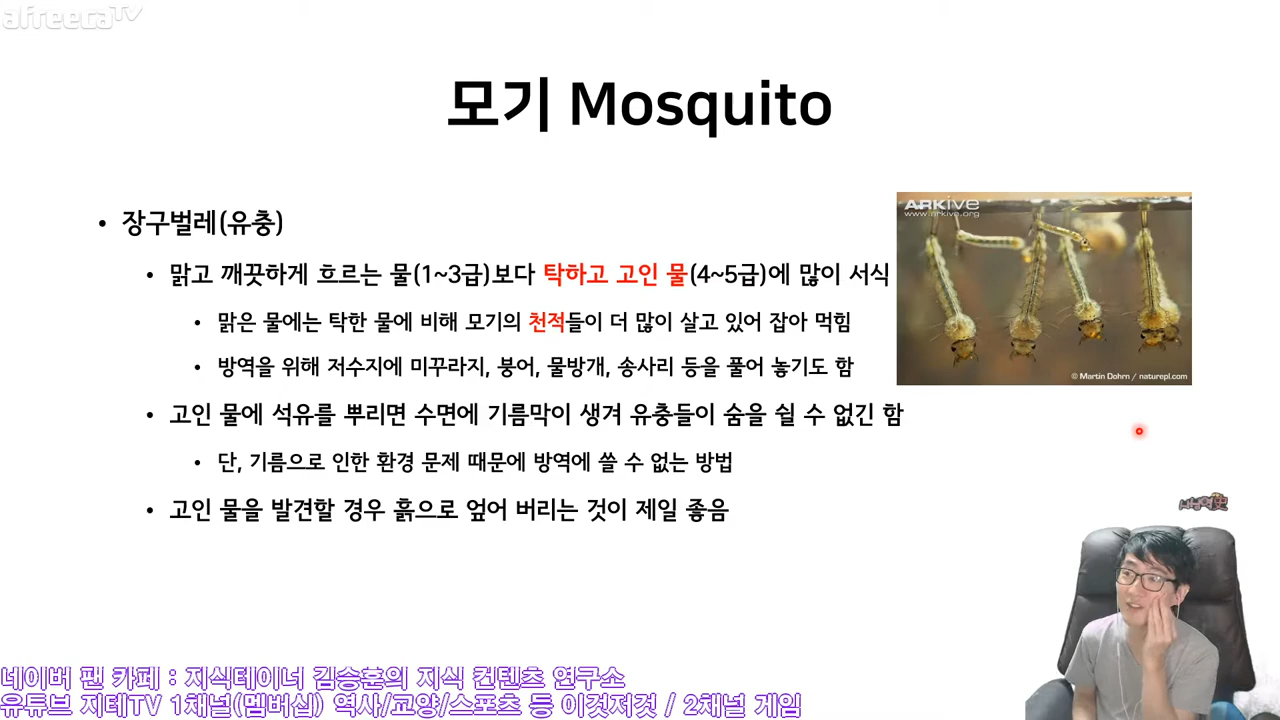 afreecaTV
모기 Mosquito
• 장구벌레(유충)
• 맑고 깨끗하게 흐르는 물(1~3급)보다 탁하고 고인 물(4~5급)에 많이 서식
• 맑은 물에는 탁한 물에 비해 모기의 천적들이 더 많이 살고 있어 잡아 먹힘
• 방역을 위해 저수지에 미꾸라지, 붕어, 물방개, 송사리 등을 풀어 놓기도 함
• 고인 물에 석유를 뿌리면 수면에 기름막이 생겨 유충들이 숨을 쉴 수 없긴 함
• 단, 기름으로 인한 환경 문제 때문에 방역에 쓸 수 없는 방법
• 고인 물을 발견할 경우 흙으로 엎어 버리는 것이 제일 좋음
ARKive
www.arkive.org
© Martin Dohrn / naturepl.com
네이버 팬 카페 : 지식테이너 김승훈의 지식 컨텐츠 연구소
유튜브 지테TV 1채널(멤버십) 역사/교양/스포츠 등 이것저것 / 2채널 게임